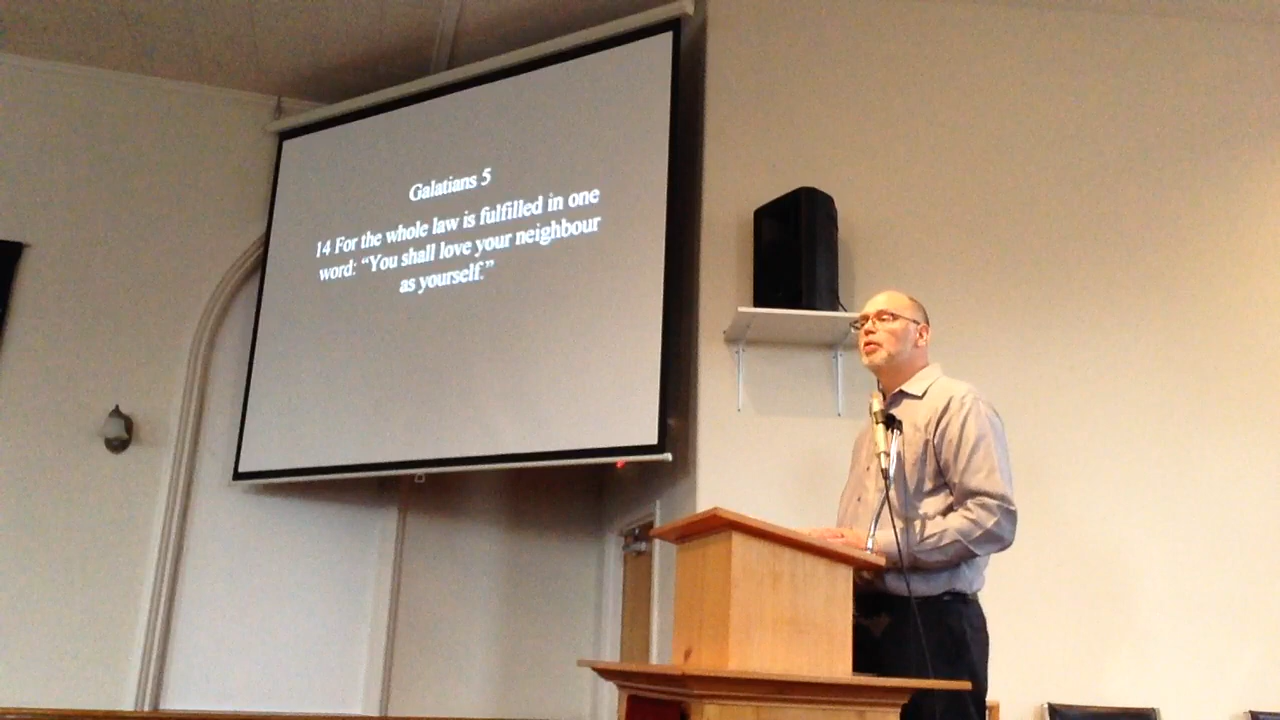 Galatians 5
14 For the whole law is fulfilled in one
word: “You shall love your neighbour
as yourself.”